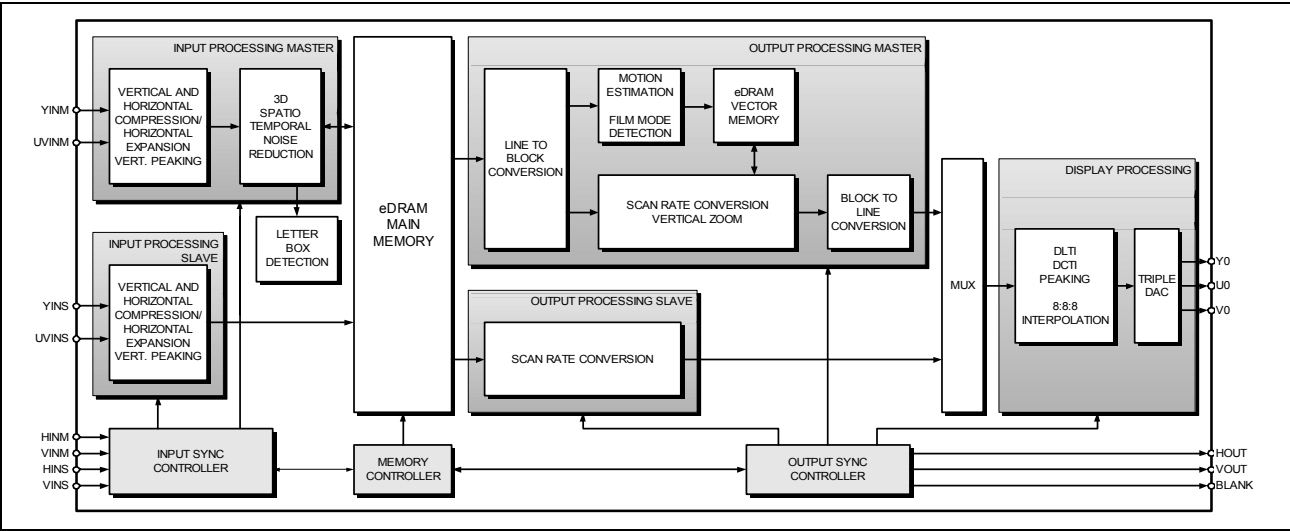 INPUT PROCESSING MASTER
VERTICAL AND
HORIZONTAL
COMPRESSION/
HORIZONTAL
EXPANSION
VERT. PEAKING
3D
SPATIO
TEMPORAL
NOISE
REDUCTION
YINM
UVINM
LETTER
BOX
DETECTION
INPUT PROCESSING
SLAVE
VERTICAL AND
HORIZONTAL
COMPRESSION/
HORIZONTAL
EXPANSION
VERT. PEAKING
YINS
UVINS
HINM
VINM
HINS
VINS
INPUT SYNC
CONTROLLER
eDRAM
MAIN
MEMORY
MEMORY
CONTROLLER
OUTPUT PROCESSING MASTER
LINE TO
BLOCK
CONVERSION
MOTION
ESTIMATION
FILM MODE
DETECTION
eDRAM
VECTOR
MEMORY
SCAN RATE CONVERSION
VERTICAL ZOOM
BLOCK TO
LINE
CONVERSION
OUTPUT PROCESSING SLAVE
SCAN RATE CONVERSION
OUTPUT SYNC
CONTROLLER
MUX
DISPLAY PROCESSING
DLTI
DCTI
PEAKING
8:8:8
INTERPOLATION
TRIPLE
DAC
Y0
U0
V0
HOUT
VOUT
BLANK